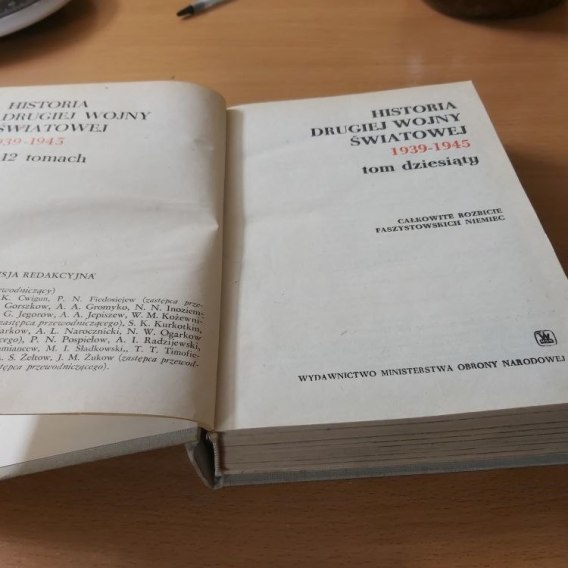 HISTORIA
DRUGIEJ WOJNY
ŚWIATOWEJ
1939-1945
12 tomach
REDAKCYJNA
K. Cwigun, P. N. Fiedosiejew (zastępca prze-
Gorszkow, A. A. Gromyko, N. N. Inoziem-
G. Jegorow, A. A. Jepiszew, W. M. Kożewni-
zastępca przewodniczącego), S. K. Kurkotkin,
A. L. Narocznicki, N. W. Ogarkow
P. N. Pospiełow, A. I. Radzijewski,
M. I. Sładkowski, T. T. Timofie-
A. S. Żełtow, J. M. Żukow (zastępca przewod-
przewodniczącego).
HISTORIA
DRUGIEJ WOJNY
ŚWIATOWEJ
1939-1945
tom dziesiąty
CAŁKOWITE ROZBICIE
FASZYSTOWSKICH NIEMIEC
WYDAWNICTWO MINISTERSTWA OBRONY NARODOWEJ